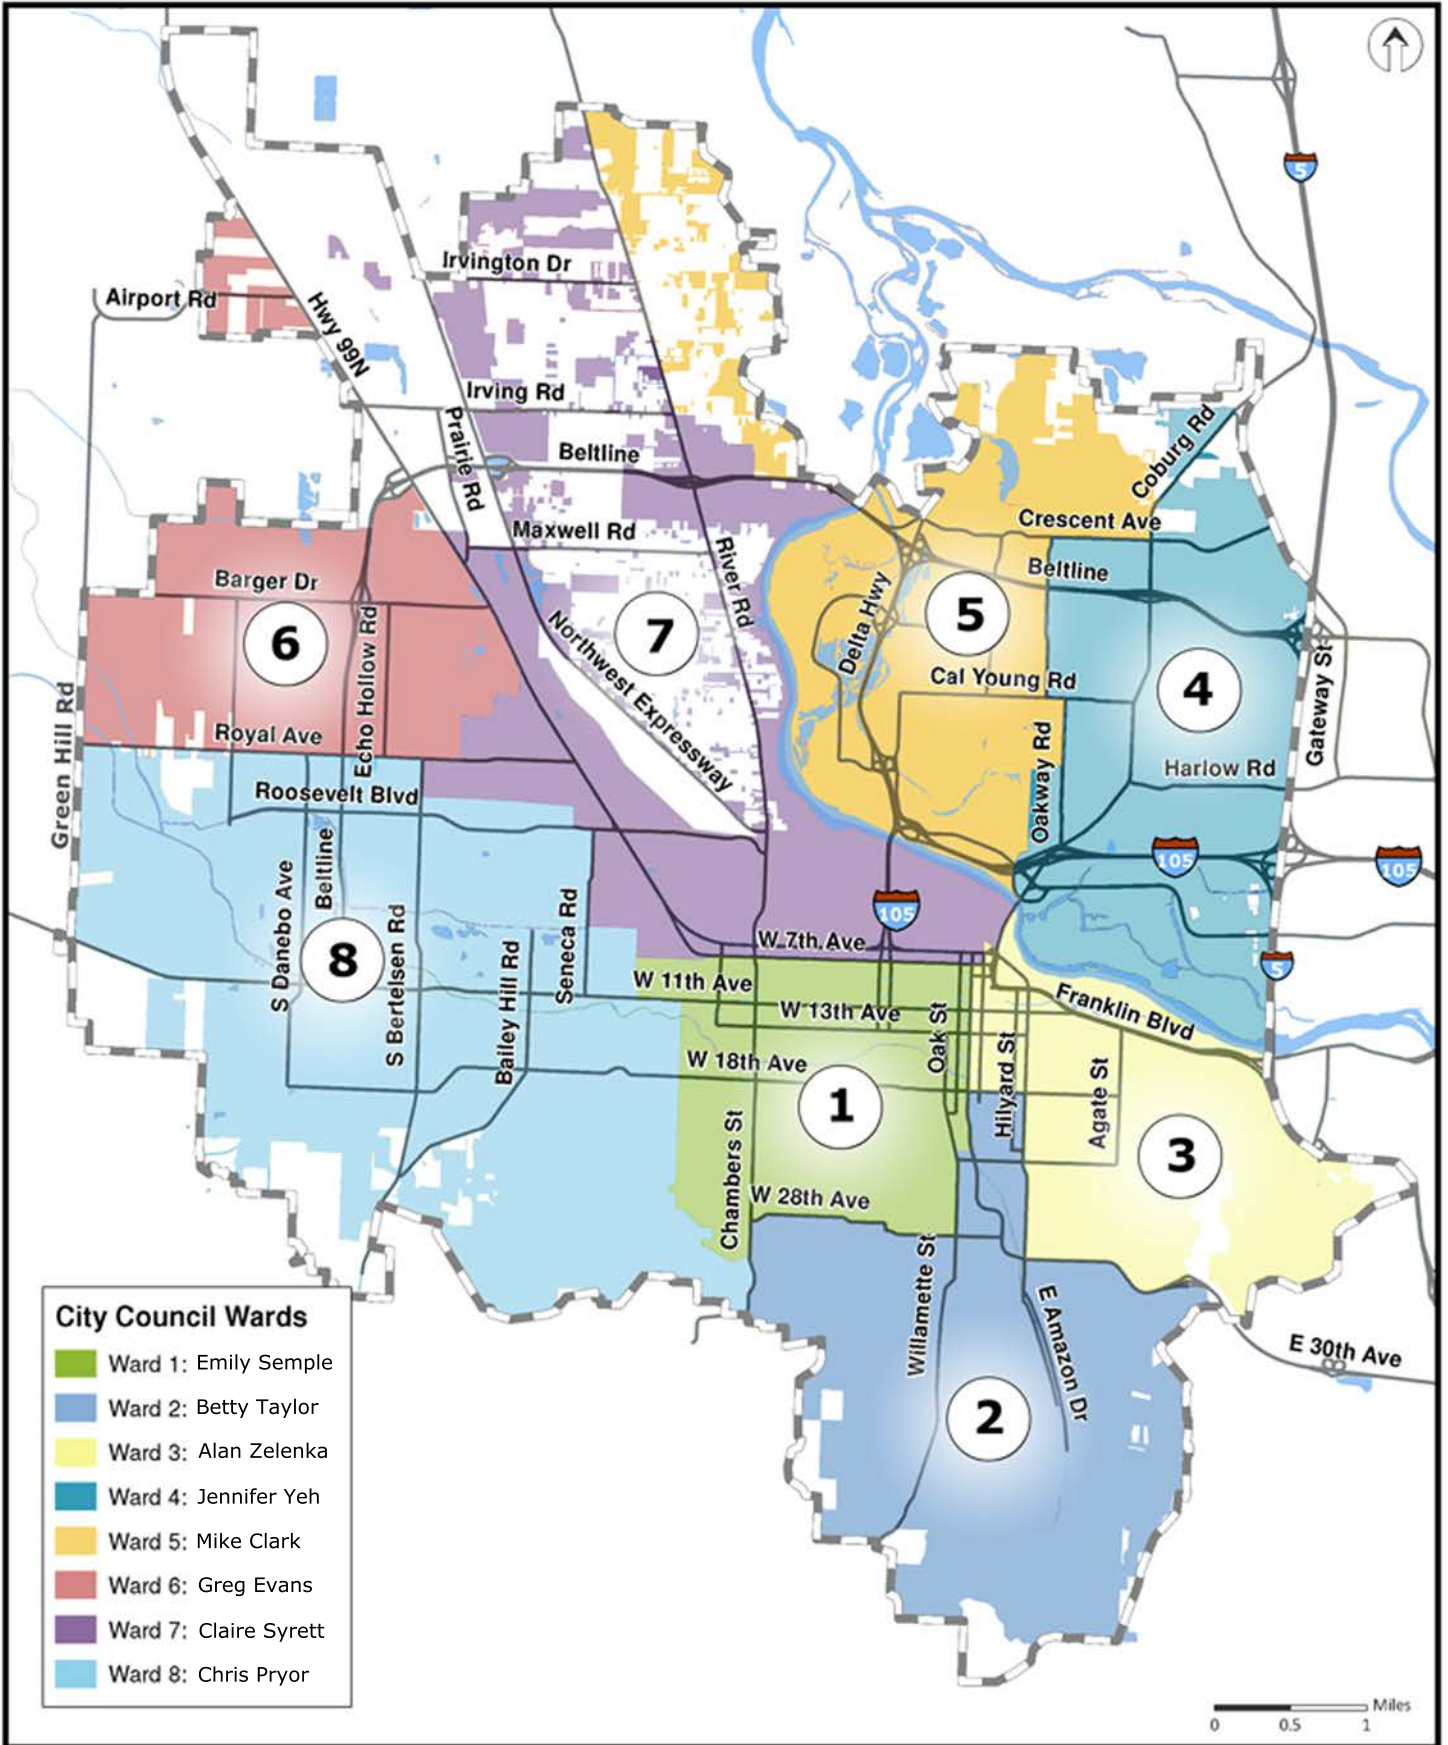 5
Irvington Dr
Airport Rd
Hwy 99N
Irving Rd
Prairie Rd
Coburg Rd
Beltline
Crescent Ave
Maxwell Rd
River Rd
Beltline
Barger Dr
Delta Hwy
5
6
7
Northwest Expressway
Echo Hollow Rd
Cal Young Rd
4
Green Hill Rd
Royal Ave
Oakway Rd
Gateway St
Harlow Rd
Roosevelt Blvd
Beltline
105
105
105
S Danebo Ave
S Bertelsen Rd
Seneca Rd
Bailey Hill Rd
8
W 7th Ave
5
W 11th Ave
W 13th Ave
Franklin Blvd
Oak St
Hilyard St
W 18th Ave
Agate St
1
3
Chambers St
W 28th Ave
Willamette St
E Amazon Dr
E 30th Ave
2
City Council Wards
Ward 1: Emily Semple
Ward 2: Betty Taylor
Ward 3: Alan Zelenka
Ward 4: Jennifer Yeh
Ward 5: Mike Clark
Ward 6: Greg Evans
Ward 7: Claire Syrett
Ward 8: Chris Pryor
Miles
0 0.5 1